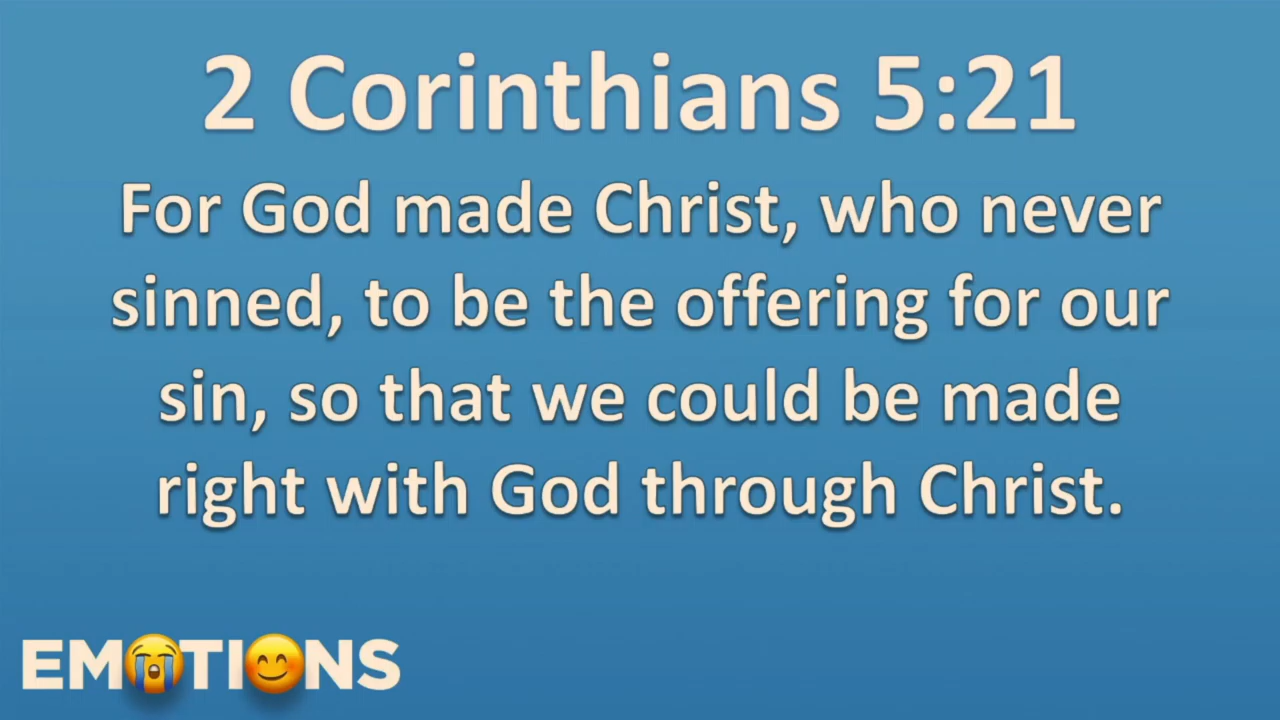 2 Corinthians 5:21
For God made Christ, who never
sinned, to be the offering for our
sin, so that we could be made
right with God through Christ.
EM😭TI😊NS